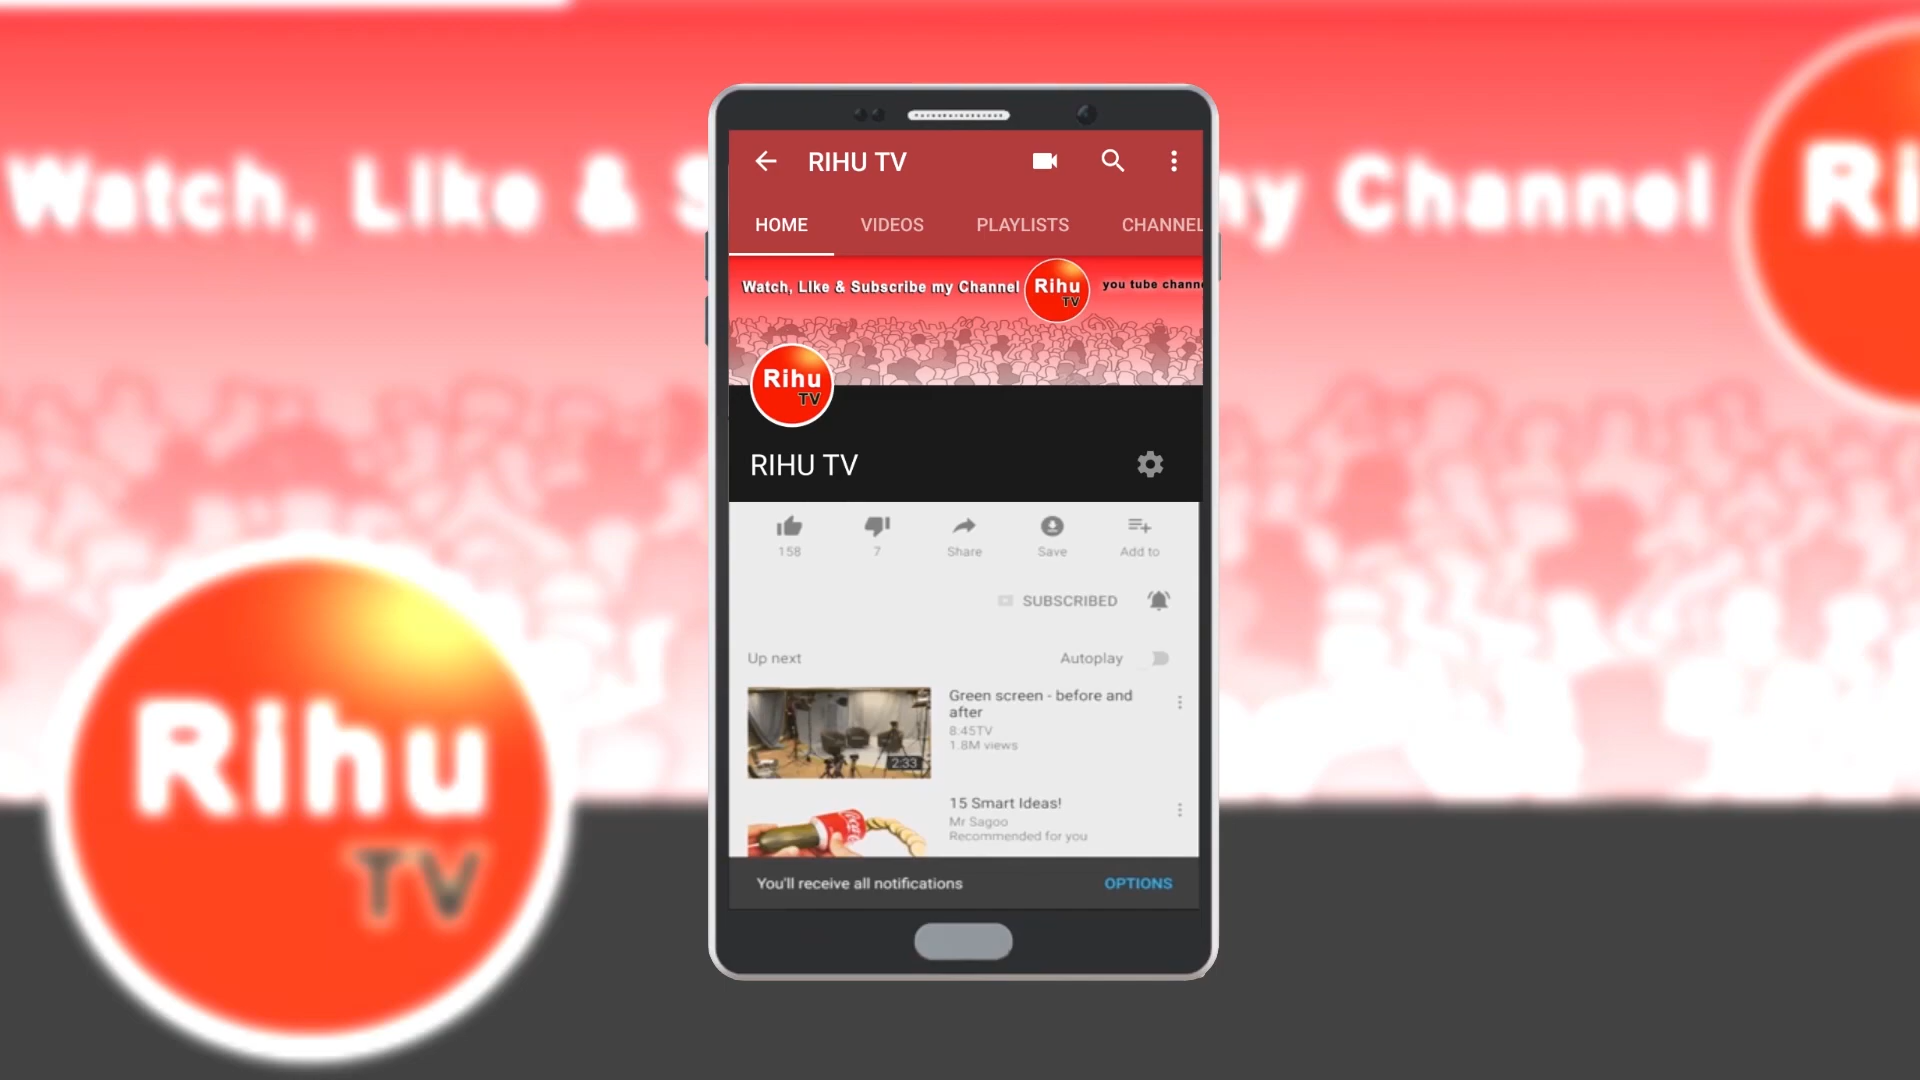 Watch, LIke & S
my Channel
Ri
RIHU TV
HOME VIDEOS PLAYLISTS CHANNEL
Watch, LIke & Subscribe my Channel
Rihu
TV
you tube channe
Rihu
TV
RIHU TV
158 7 Share Save Add to
SUBSCRIBED
Up next Autoplay
Green screen - before and
after
8:45TV
1.8M views
2:33
15 Smart Ideas!
Mr Sagoo
Recommended for you
You'll receive all notifications OPTIONS
Rihu
TV